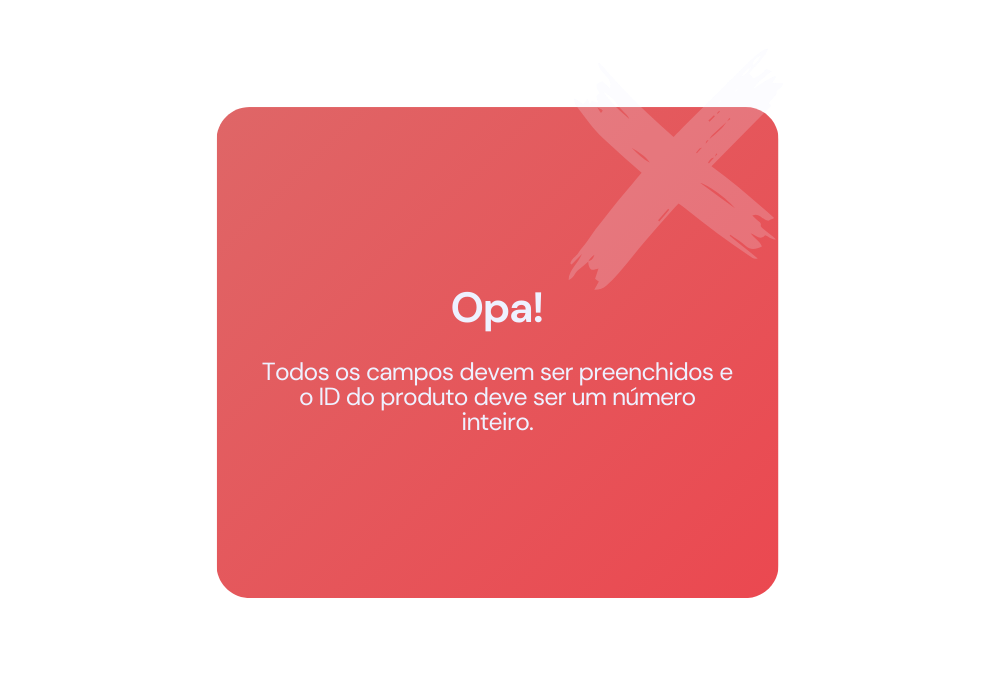 Opa!
Todos os campos devem ser preenchidos e
o ID do produto deve ser um número
inteiro.